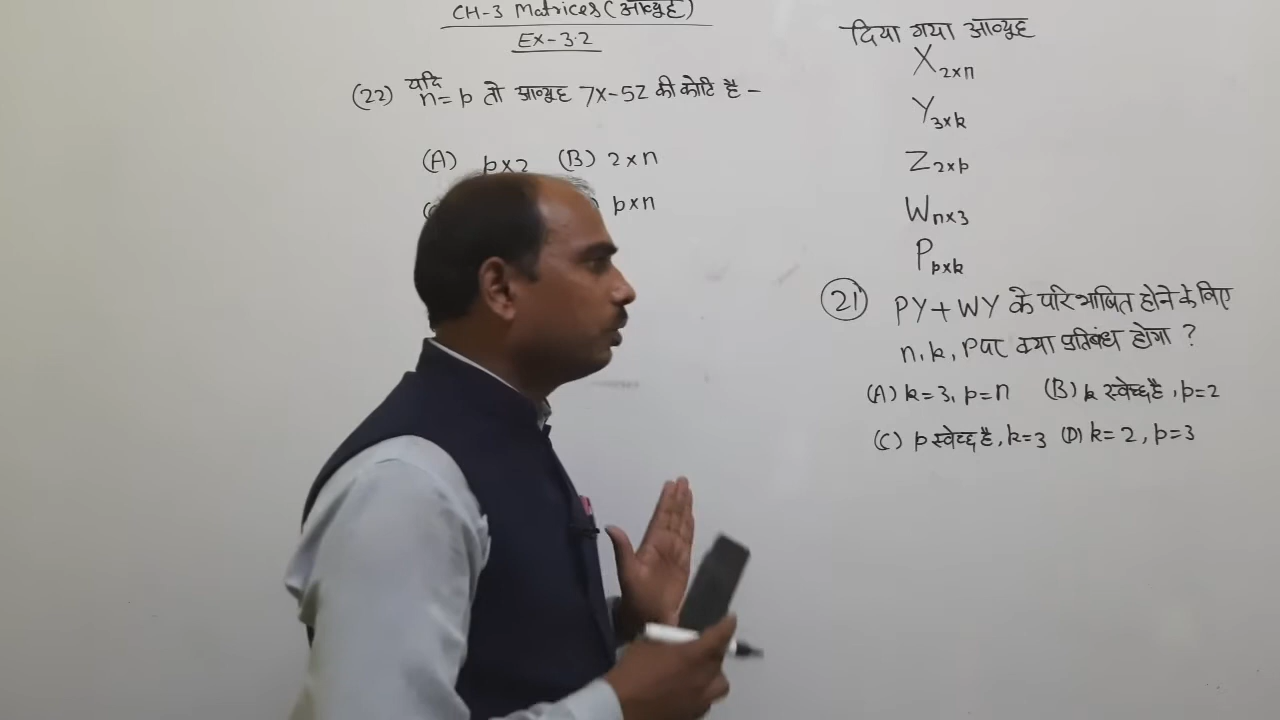 CH-3 Matrices (आव्यूह)
Ex-3.2
(22) यदि n = p तो आव्यूह 7X-5Z की कोटि है -
(A) p×2 (B) 2×n
p×n
दिया गया आव्यूह
X2×n
Y3×k
Z2×p
Wn×3
Pp×k
(21) PY+WY के परिभाषित होने के लिए
n, k, p पर क्या प्रतिबंध होगा ?
(A) k=3, p=n (B) k स्वेच्छ है, p=2
(C) p स्वेच्छ है, k=3 (D) k=2, p=3